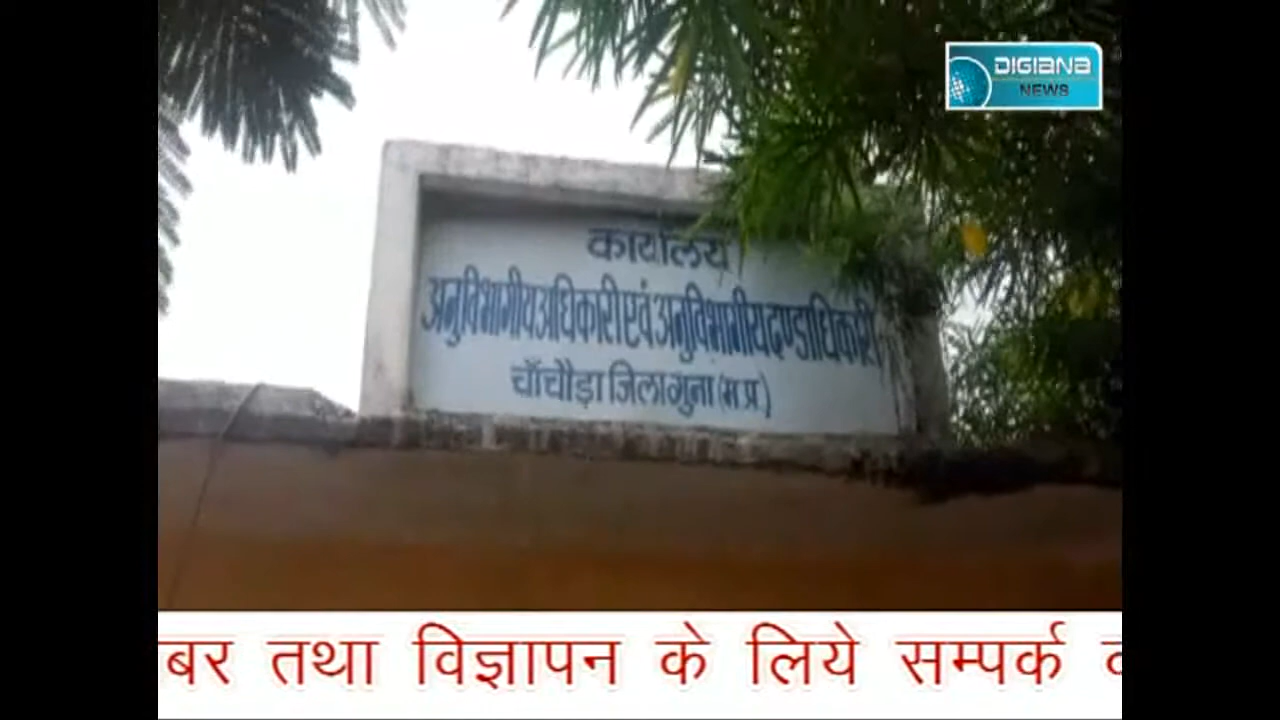 DIGIANA
NEWS
कार्यालय
अनुविभागीय अधिकारी एवं अनुविभागीय दण्डाधिकारी
चाँचौड़ा जिला गुना (म.प्र.)
बर तथा विज्ञापन के लिये सम्पर्क